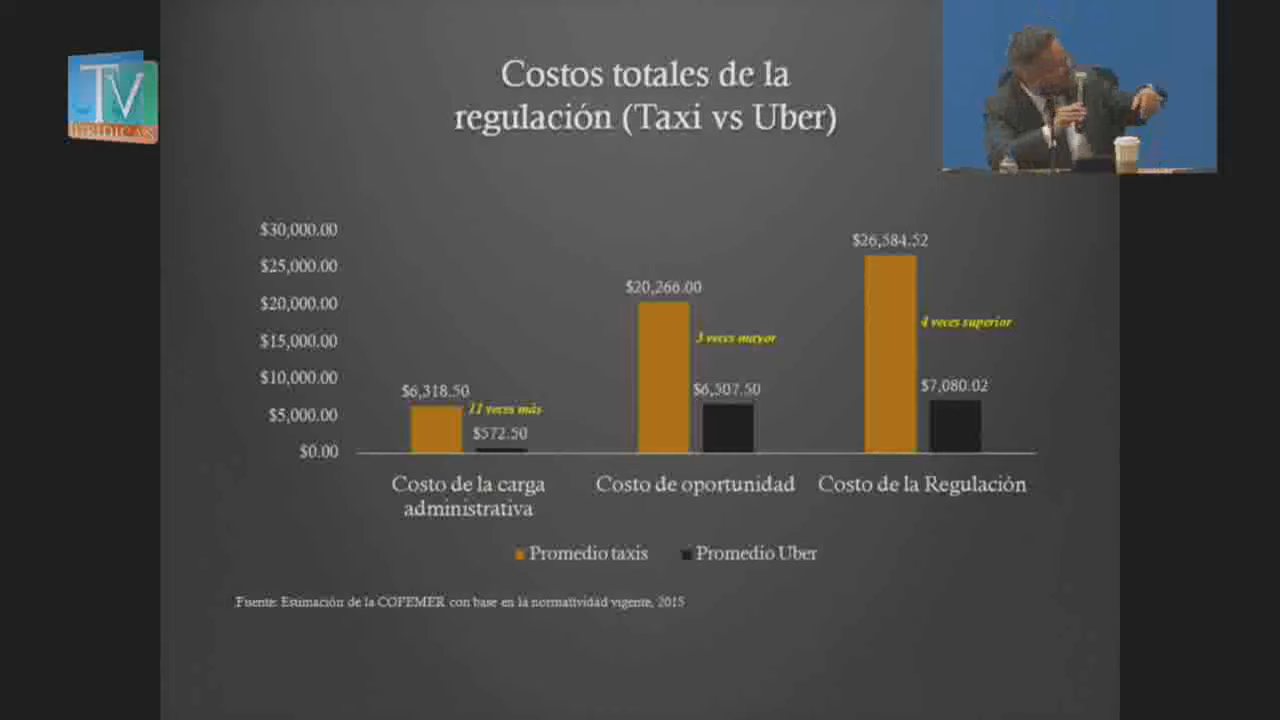 TV
JURIDICAS
Costos totales de la
regulación (Taxi vs Uber)
$30,000.00
$25,000.00
$20,000.00
$15,000.00
$10,000.00
$5,000.00
$0.00
$6,318.50
11 veces más
$572.50
$20,266.00
3 veces mayor
$6,507.50
$26,584.52
4 veces superior
$7,080.02
Costo de la carga
administrativa
Costo de oportunidad
Costo de la Regulación
Promedio taxis
Promedio Uber
Fuente: Estimación de la COFEMER con base en la normatividad vigente, 2015